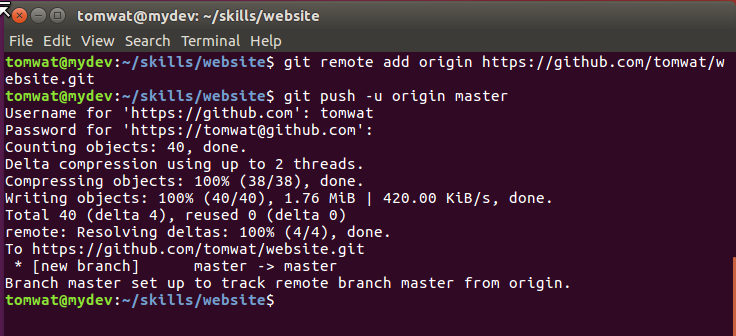 tomwat@mydev: ~/skills/website
File Edit View Search Terminal Help
tomwat@mydev:~/skills/website$ git remote add origin https://github.com/tomwat/w
ebsite.git
tomwat@mydev:~/skills/website$ git push -u origin master
Username for 'https://github.com': tomwat
Password for 'https://tomwat@github.com':
Counting objects: 40, done.
Delta compression using up to 2 threads.
Compressing objects: 100% (38/38), done.
Writing objects: 100% (40/40), 1.76 MiB | 420.00 KiB/s, done.
Total 40 (delta 4), reused 0 (delta 0)
remote: Resolving deltas: 100% (4/4), done.
To https://github.com/tomwat/website.git
 * [new branch]      master -> master
Branch master set up to track remote branch master from origin.
tomwat@mydev:~/skills/website$